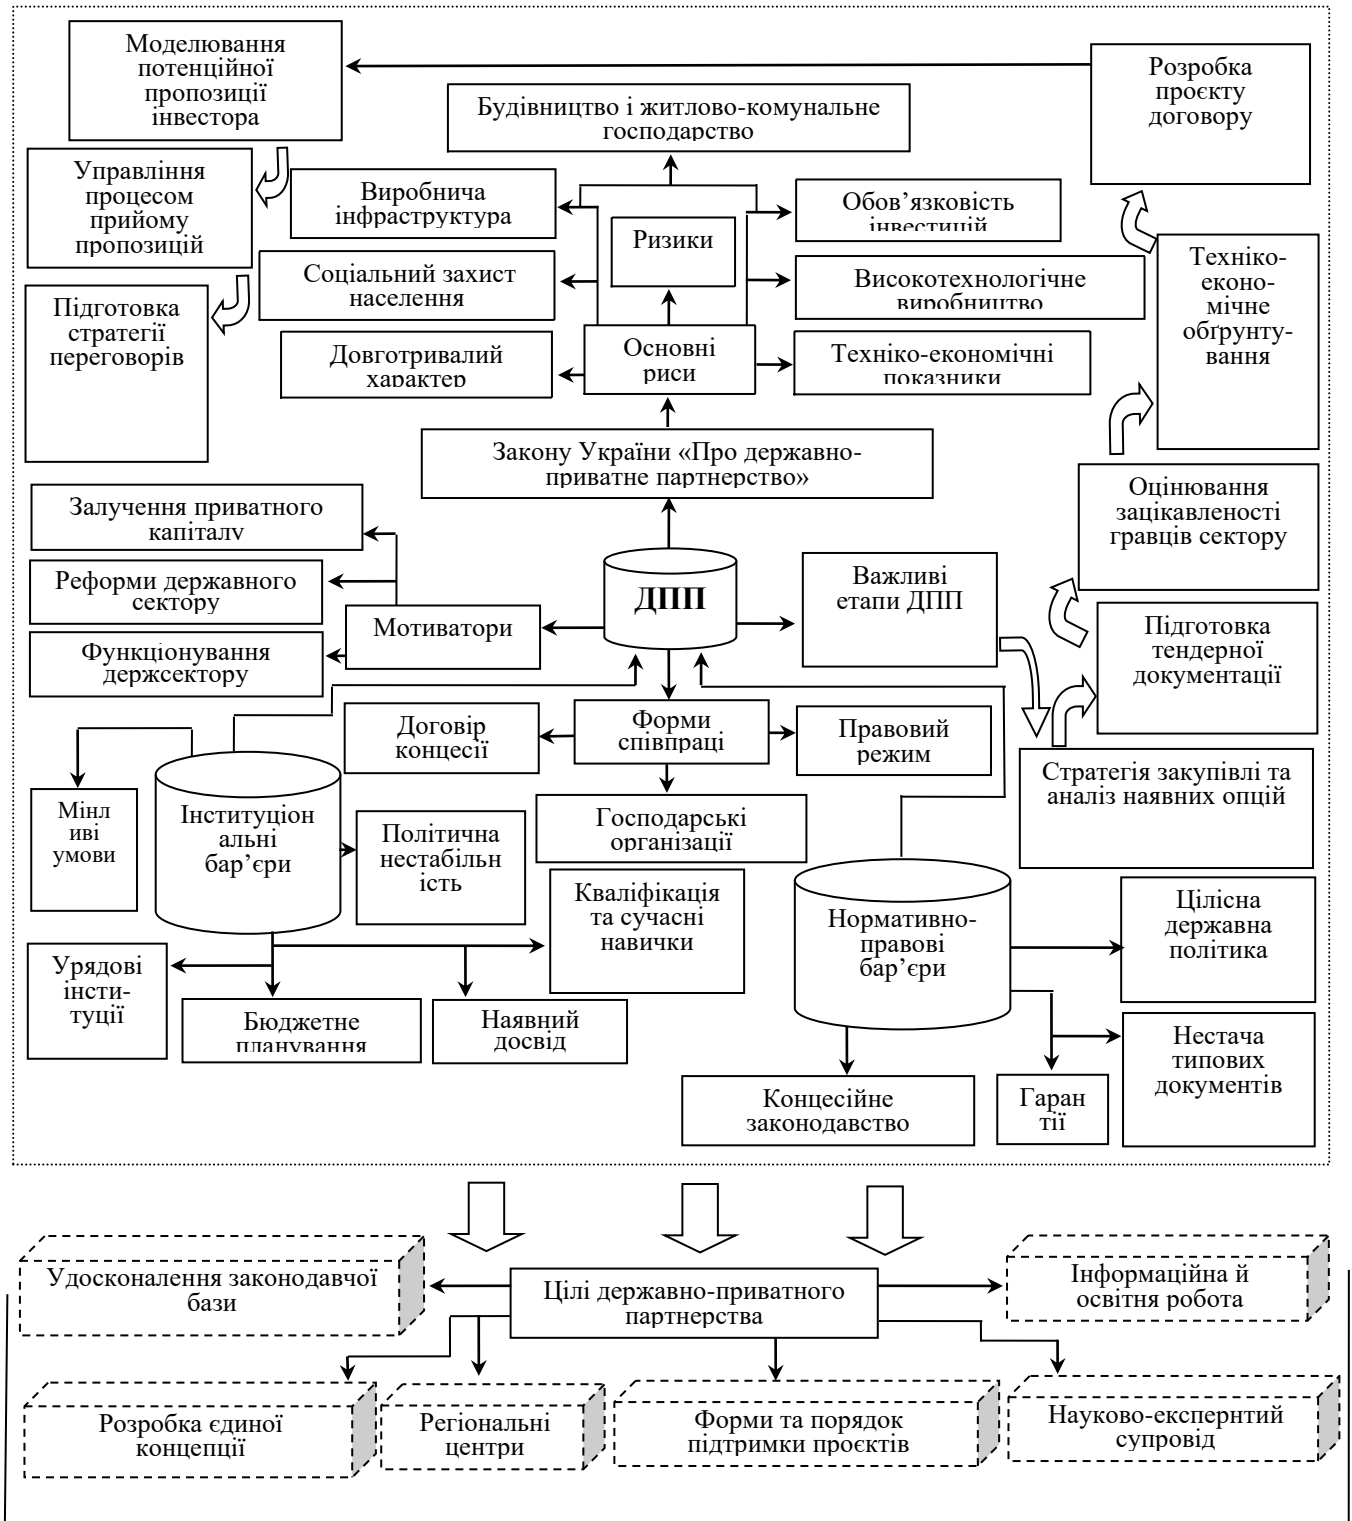 Моделювання
потенційної
пропозиції
інвестора
Розробка
проєкту
договору
Будівництво і житлово-комунальне
господарство
Управління
процесом
прийому
пропозицій
Виробнича
інфраструктура
Ризики
Обов’язковість
інвестицій
Техніко-
еконо-
мічне
обґрунту-
вання
Соціальний захист
населення
Високотехнологічне
виробництво
Підготовка
стратегії
переговорів
Довготривалий
характер
Основні
риси
Техніко-економічні
показники
Закону України «Про державно-
приватне партнерство»
Оцінювання
зацікавленості
гравців сектору
Залучення приватного
капіталу
Реформи державного
сектору
ДПП
Важливі
етапи ДПП
Мотиватори
Функціонування
держсектору
Підготовка
тендерної
документації
Договір
концесії
Форми
співпраці
Правовий
режим
Стратегія закупівлі та
аналіз наявних опцій
Мінл
иві
умови
Інституціон
альні
бар’єри
Політична
нестабільн
ість
Господарські
організації
Кваліфікація
та сучасні
навички
Нормативно-
правові
бар’єри
Цілісна
державна
політика
Урядові
інсти-
туції
Бюджетне
планування
Наявний
досвід
Нестача
типових
документів
Концесійне
законодавство
Гаран
тії
Удосконалення законодавчої
бази
Цілі державно-приватного
партнерства
Інформаційна й
освітня робота
Розробка єдиної
концепції
Регіональні
центри
Форми та порядок
підтримки проєктів
Науково-експернтий
супровід